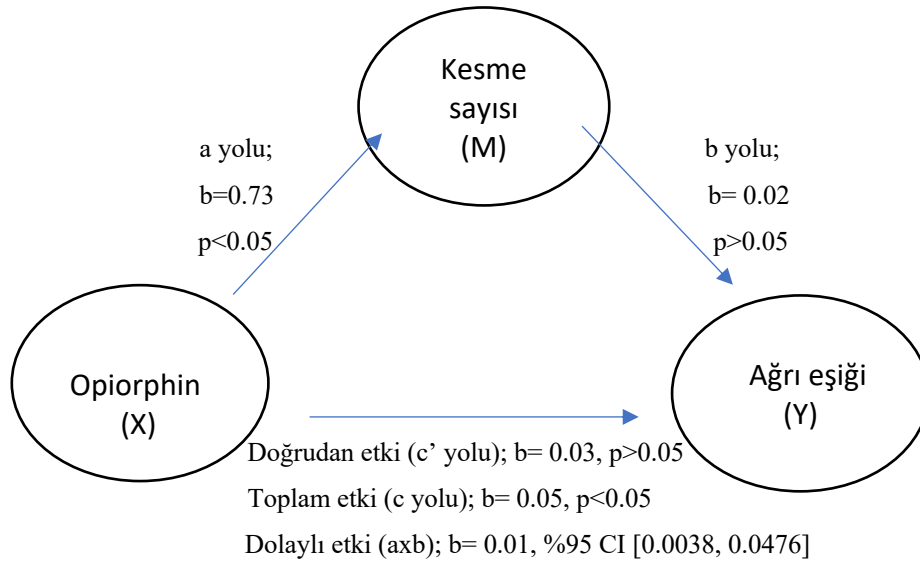 Kesme
sayısı
(M)
a yolu;
b=0.73
p<0.05
b yolu;
b= 0.02
p>0.05
Opiorphin
(X)
Ağrı eşiği
(Y)
Doğrudan etki (c’ yolu); b= 0.03, p>0.05
Toplam etki (c yolu); b= 0.05, p<0.05
Dolaylı etki (axb); b= 0.01, %95 CI [0.0038, 0.0476]